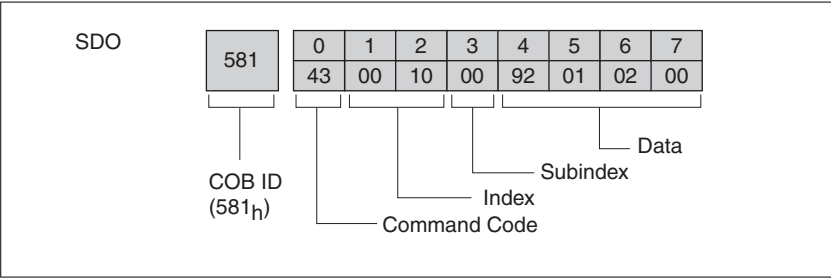 SDO
581
0 1 2 3 4 5 6 7
43 00 10 00 92 01 02 00
Data
Subindex
COB ID
(581h)
Index
Command Code